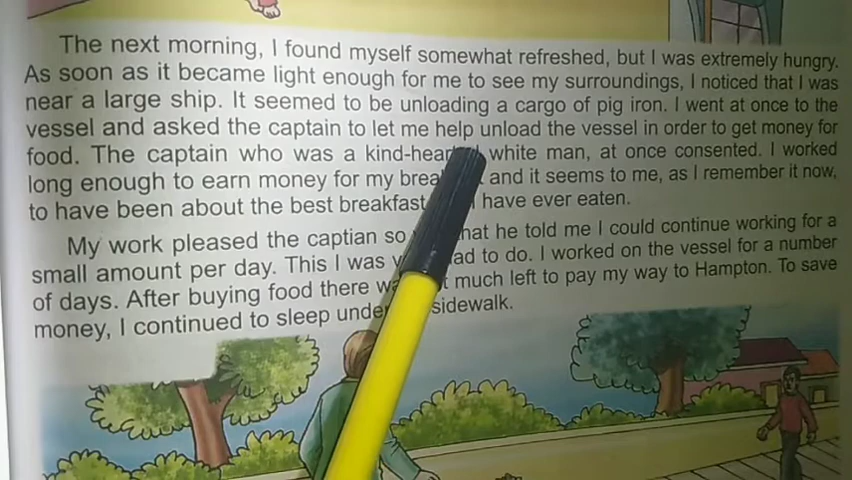 The next morning, I found myself somewhat refreshed, but I was extremely hungry.
As soon as it became light enough for me to see my surroundings, I noticed that I was
near a large ship. It seemed to be unloading a cargo of pig iron. I went at once to the
vessel and asked the captain to let me help unload the vessel in order to get money for
food. The captain who was a kind-hearted white man, at once consented. I worked
long enough to earn money for my breakfast and it seems to me, as I remember it now,
to have been about the best breakfast I have ever eaten.
My work pleased the captian so that he told me I could continue working for a
small amount per day. This I was glad to do. I worked on the vessel for a number
of days. After buying food there much left to pay my way to Hampton. To save
money, I continued to sleep under sidewalk.